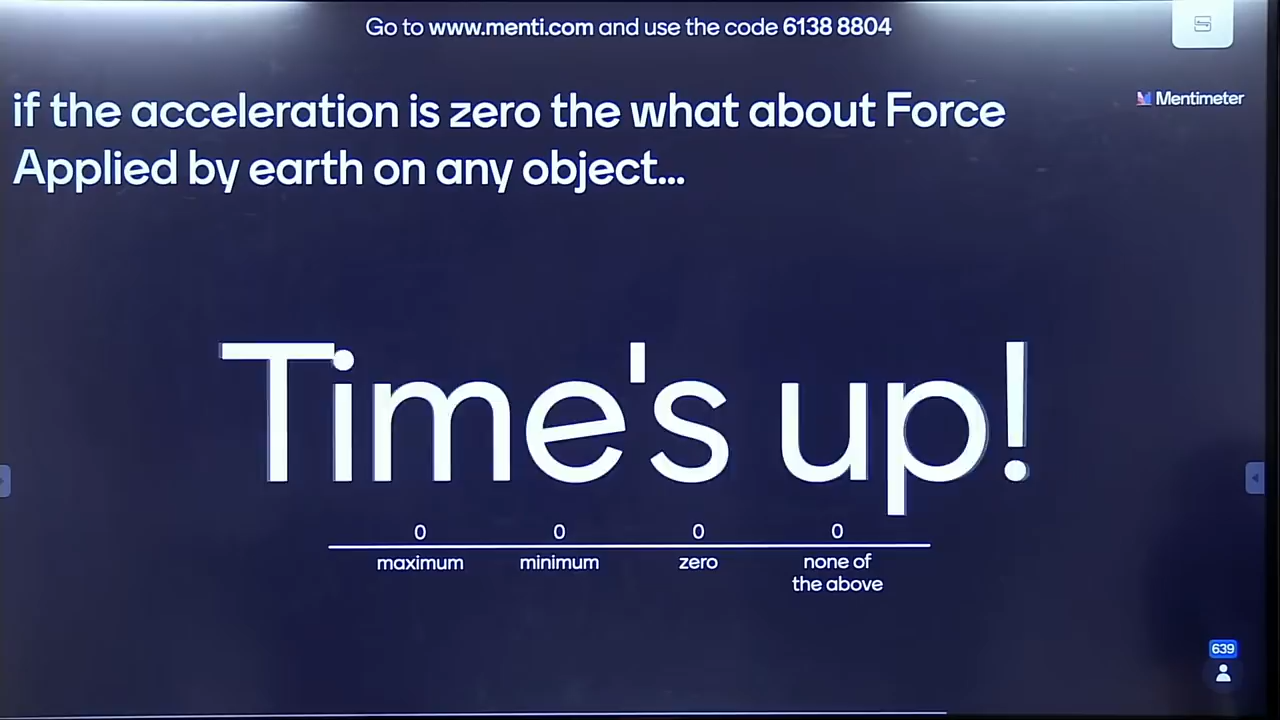 Go to www.menti.com and use the code 6138 8804
Mentimeter
if the acceleration is zero the what about Force
Applied by earth on any object...
Time's up!
0 0 0 0
maximum minimum zero none of
the above
639